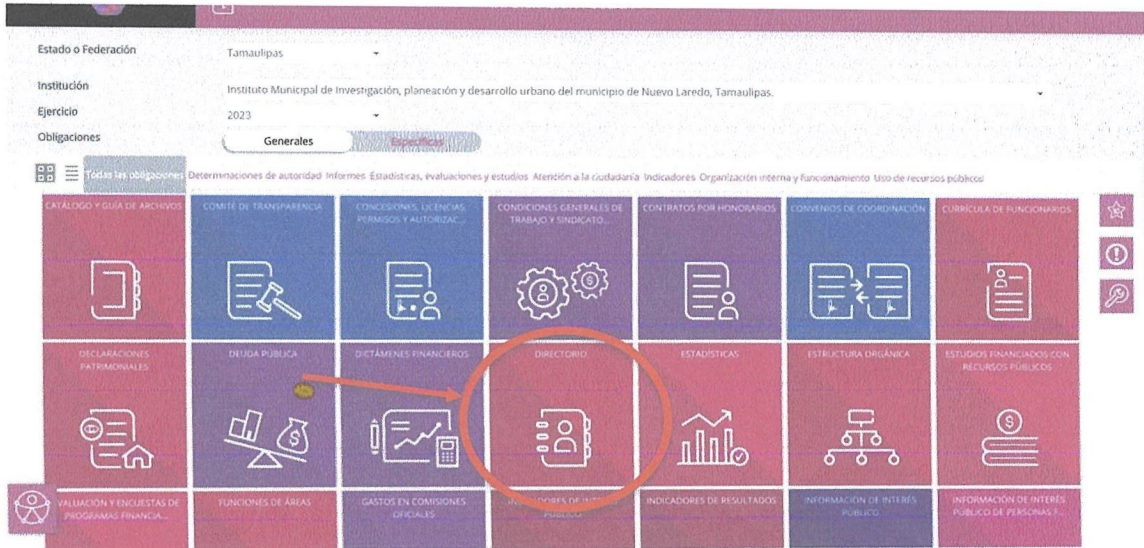 Estado o Federación
Tamaulipas
Institución
Instituto Municipal de Investigación, planeación y desarrollo urbano del municipio de Nuevo Laredo, Tamaulipas.
Ejercicio
2023
Obligaciones
Generales
Específicas
Todas las obligaciones Determinaciones de autoridad Informes Estadísticas, evaluaciones y estudios Atención a la ciudadanía Indicadores Organización interna y funcionamiento Uso de recursos públicos
CATÁLOGO Y GUÍA DE ARCHIVOS
COMITÉ DE TRANSPARENCIA
CONCESIONES, LICENCIAS,
PERMISOS Y AUTORIZAC...
CONDICIONES GENERALES DE
TRABAJO Y SINDICATO...
CONTRATOS POR HONORARIOS
CONVENIOS DE COORDINACIÓN
CURRÍCULA DE FUNCIONARIOS
DECLARACIONES
PATRIMONIALES
DEUDA PÚBLICA
DICTÁMENES FINANCIEROS
DIRECTORIO
ESTADÍSTICAS
ESTRUCTURA ORGÁNICA
ESTUDIOS FINANCIADOS CON
RECURSOS PÚBLICOS
VALUACIÓN Y ENCUESTAS DE
PROGRAMAS FINANCIA...
FUNCIONES DE ÁREAS
GASTOS EN COMISIONES
OFICIALES
INDICADORES DE INTERÉS
PÚBLICO
INDICADORES DE RESULTADOS
INFORMACIÓN DE INTERÉS
PÚBLICO
INFORMACIÓN DE INTERÉS
PÚBLICO DE PERSONAS F...